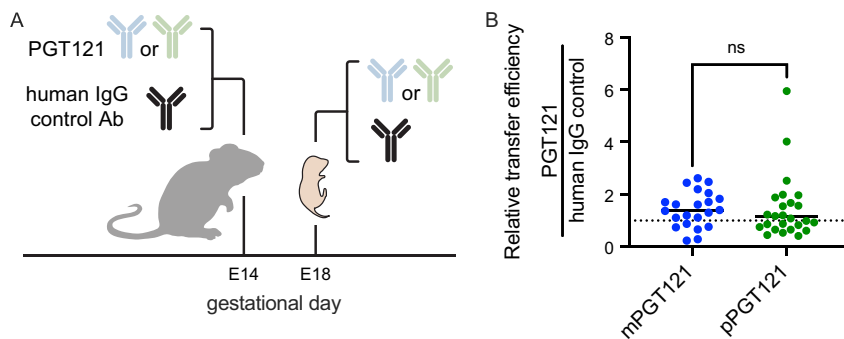 A
PGT121
or
human IgG
control Ab
or
E14
E18
gestational day
B
Relative transfer efficiency
PGT121
human IgG control
8
6
4
2
0
ns
mPGT121
pPGT121